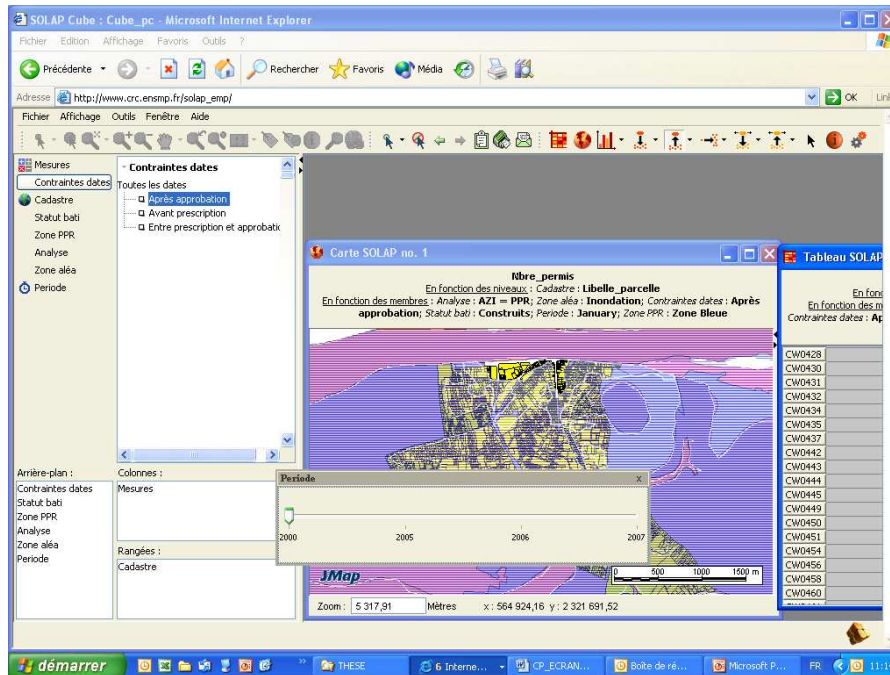 SOLAP Cube : Cube_pc - Microsoft Internet Explorer
Fichier Edition Affichage Favoris Outils ?
Précédente Rechercher Favoris Média
Adresse http://www.crc.ensmp.fr/solap_emp/ OK
Fichier Affichage Outils Fenêtre Aide
Mesures
Contraintes dates
Cadastre
Statut bati
Zone PPR
Analyse
Zone aléa
Periode
- Contraintes dates
Toutes les dates
Après approbation
Avant prescription
Entre prescription et approbatio
Carte SOLAP no. 1
Nbre_permis
En fonction des niveaux : Cadastre : Libelle_parcelle
En fonction des membres : Analyse : AZI = PPR; Zone aléa : Inondation; Contraintes dates : Après
approbation; Statut bati : Construits; Periode : January; Zone PPR : Zone Bleue
Tableau SOLAP
En fonc
En fonction des m
Contraintes dates : Ap
CW0428
CW0430
CW0431
CW0432
CW0434
CW0435
CW0437
CW0442
CW0443
CW0444
CW0445
CW0449
CW0450
CW0451
CW0454
CW0456
CW0458
CW0460
Arrière-plan :
Contraintes dates
Statut bati
Zone PPR
Analyse
Zone aléa
Periode
Colonnes :
Mesures
Rangées :
Cadastre
Periode x
2000 2005 2006 2007
JMap
0 500 1000 1500 m
Zoom : 5 317,91 Mètres x : 564 924,16 y : 2 321 691,52
démarrer THESE 6 Interne... CP_ECRAN... Boîte de ré... Microsoft P... FR